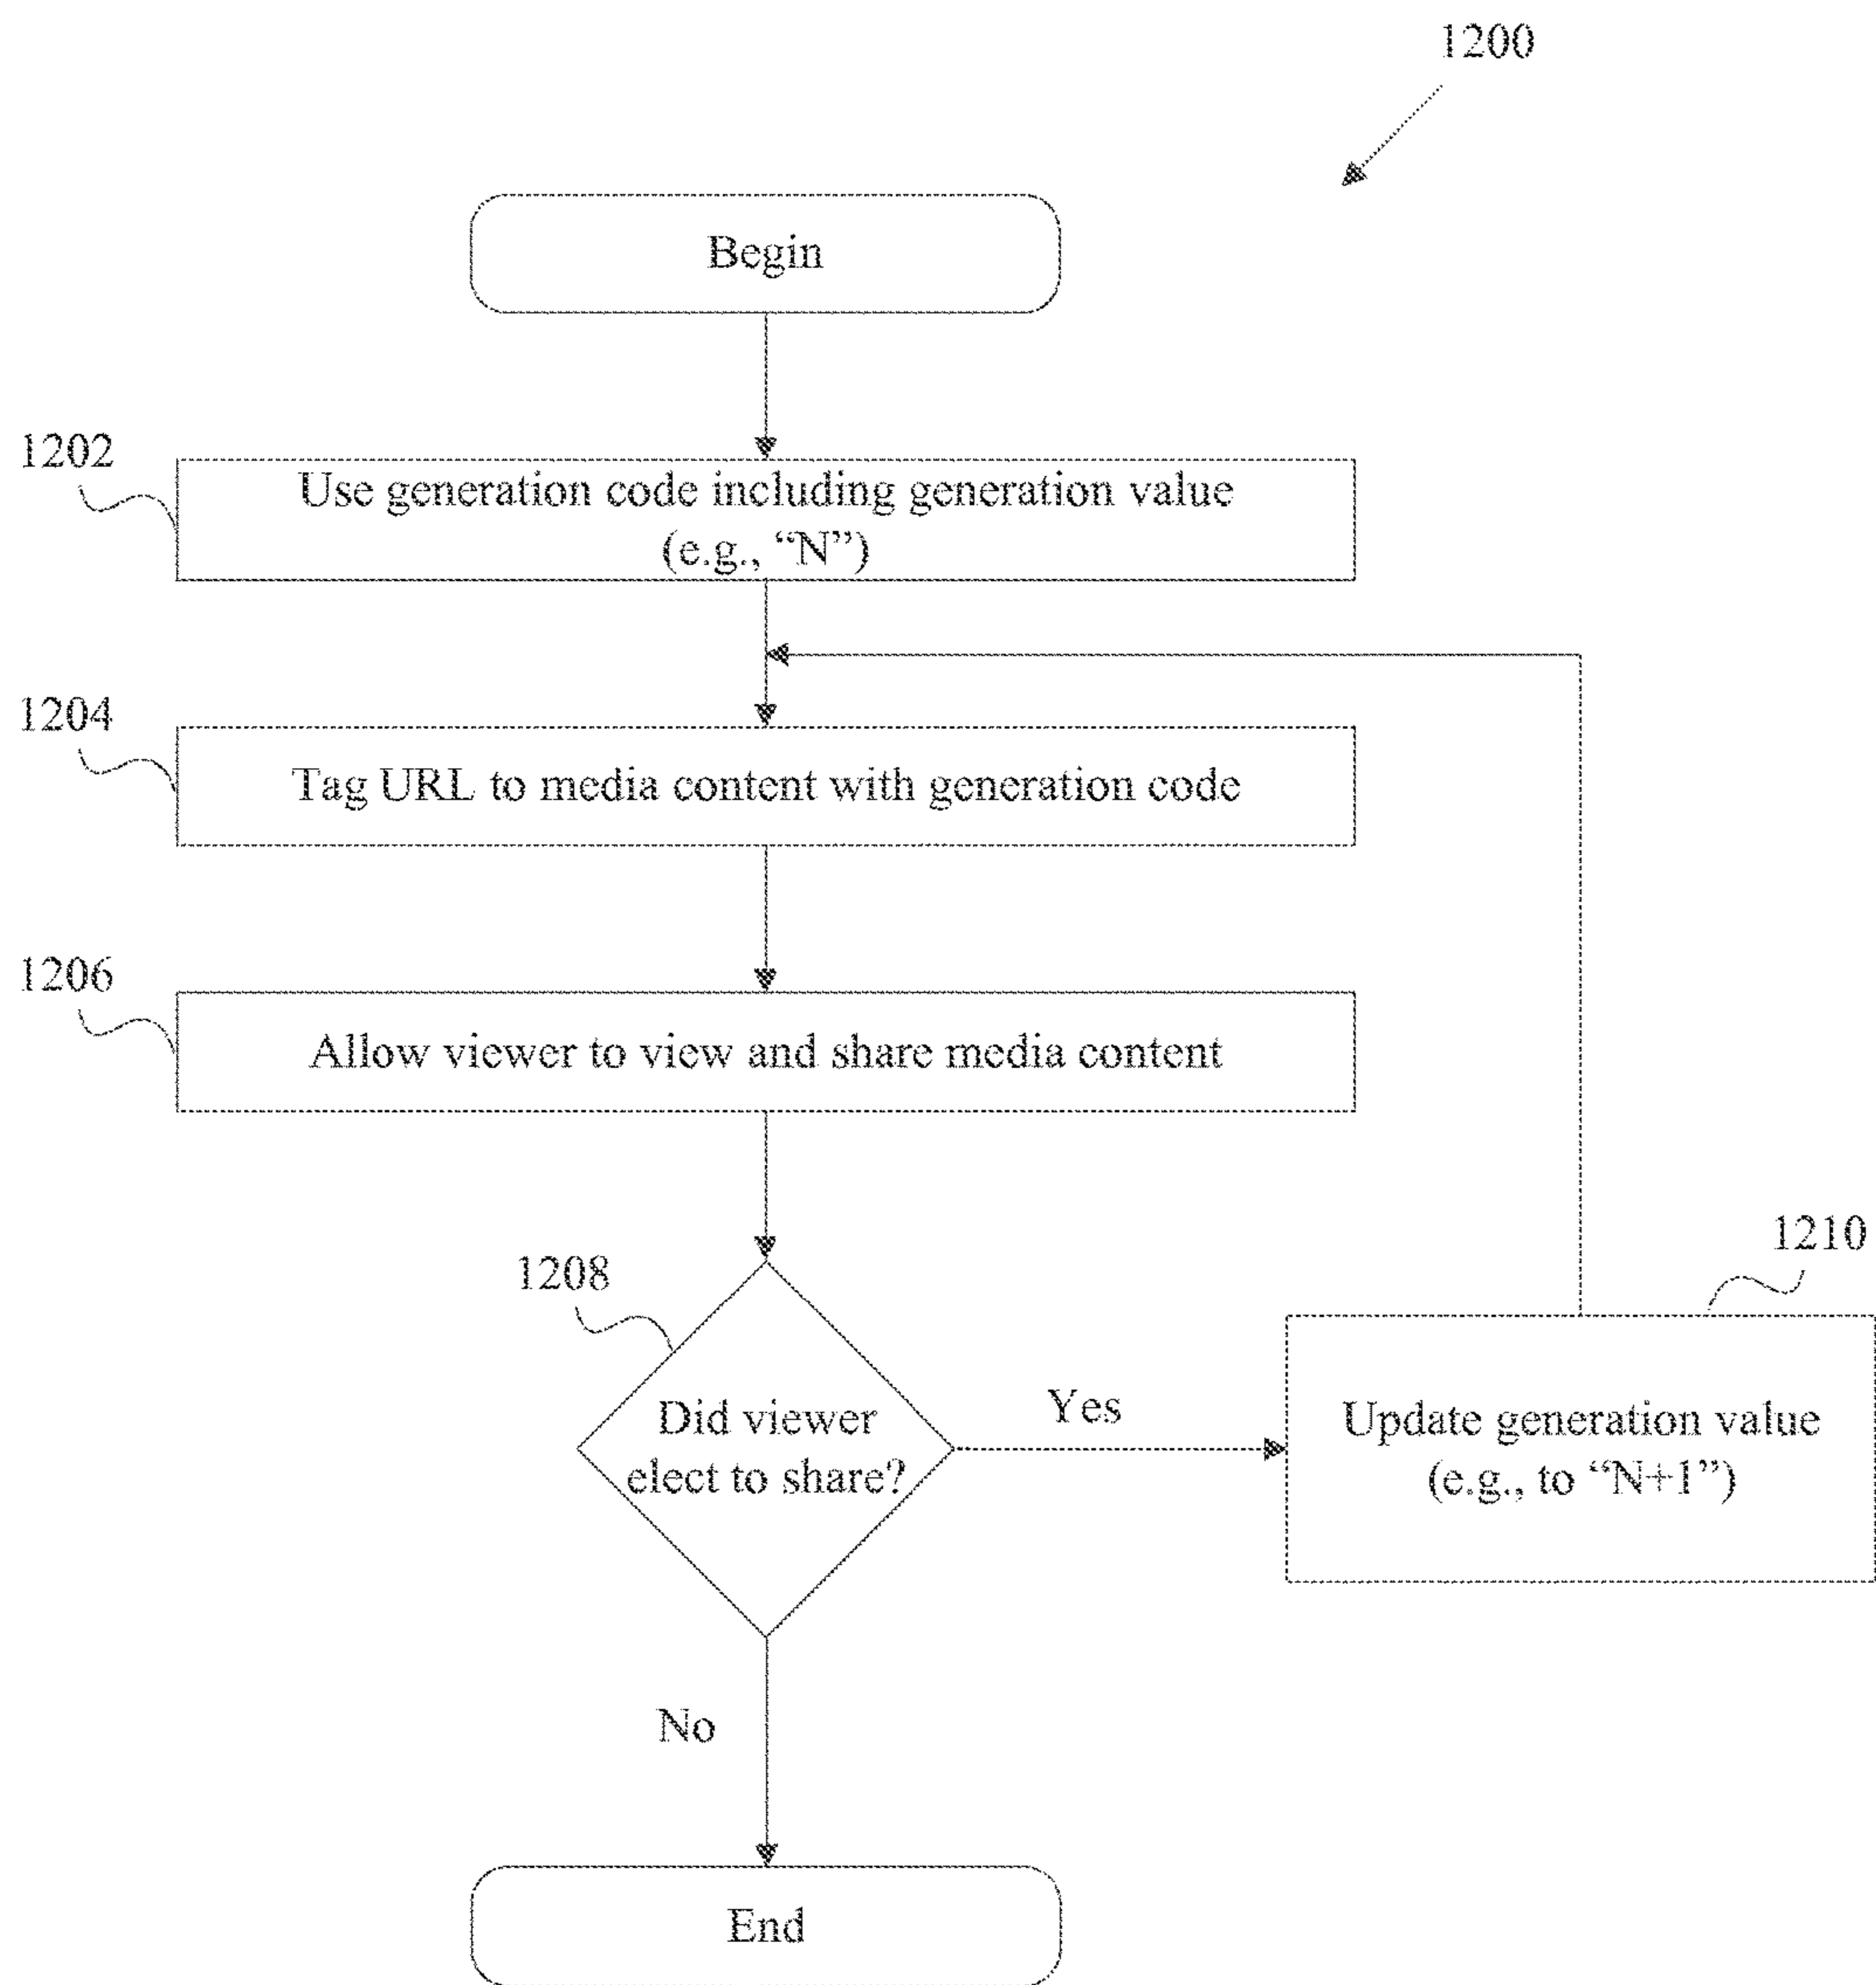 1200
Begin
1202
Use generation code including generation value
(e.g., “N”)
1204
Tag URL to media content with generation code
1206
Allow viewer to view and share media content
1208
Did viewer
elect to share?
Yes
1210
Update generation value
(e.g., to “N+1”)
No
End